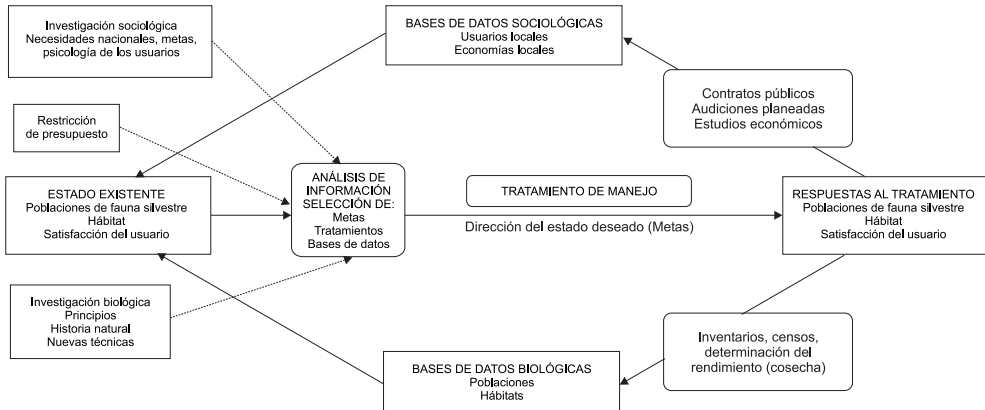 Investigación sociológica
Necesidades nacionales, metas,
psicología de los usuarios
BASES DE DATOS SOCIOLÓGICAS
Usuarios locales
Economías locales
Contratos públicos
Audiciones planeadas
Estudios económicos
Restricción
de presupuesto
ESTADO EXISTENTE
Poblaciones de fauna silvestre
Hábitat
Satisfacción del usuario
ANÁLISIS DE
INFORMACIÓN
SELECCIÓN DE:
Metas
Tratamientos
Bases de datos
TRATAMIENTO DE MANEJO
Dirección del estado deseado (Metas)
RESPUESTAS AL TRATAMIENTO
Poblaciones de fauna silvestre
Hábitat
Satisfacción del usuario
Investigación biológica
Principios
Historia natural
Nuevas técnicas
Inventarios, censos,
determinación del
rendimiento (cosecha)
BASES DE DATOS BIOLÓGICAS
Poblaciones
Hábitats